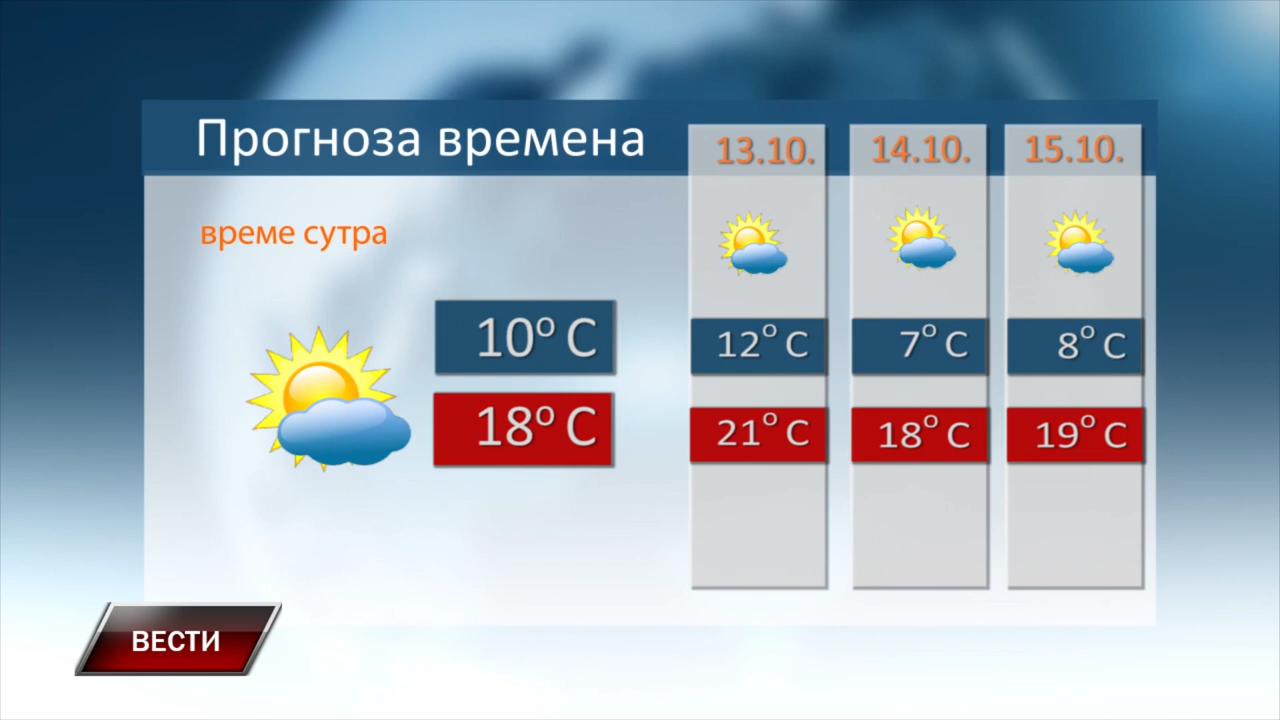 Прогноза времена
време сутра
10° C
18° C
13.10.
12° C
21° C
14.10.
7° C
18° C
15.10.
8° C
19° C
ВЕСТИ